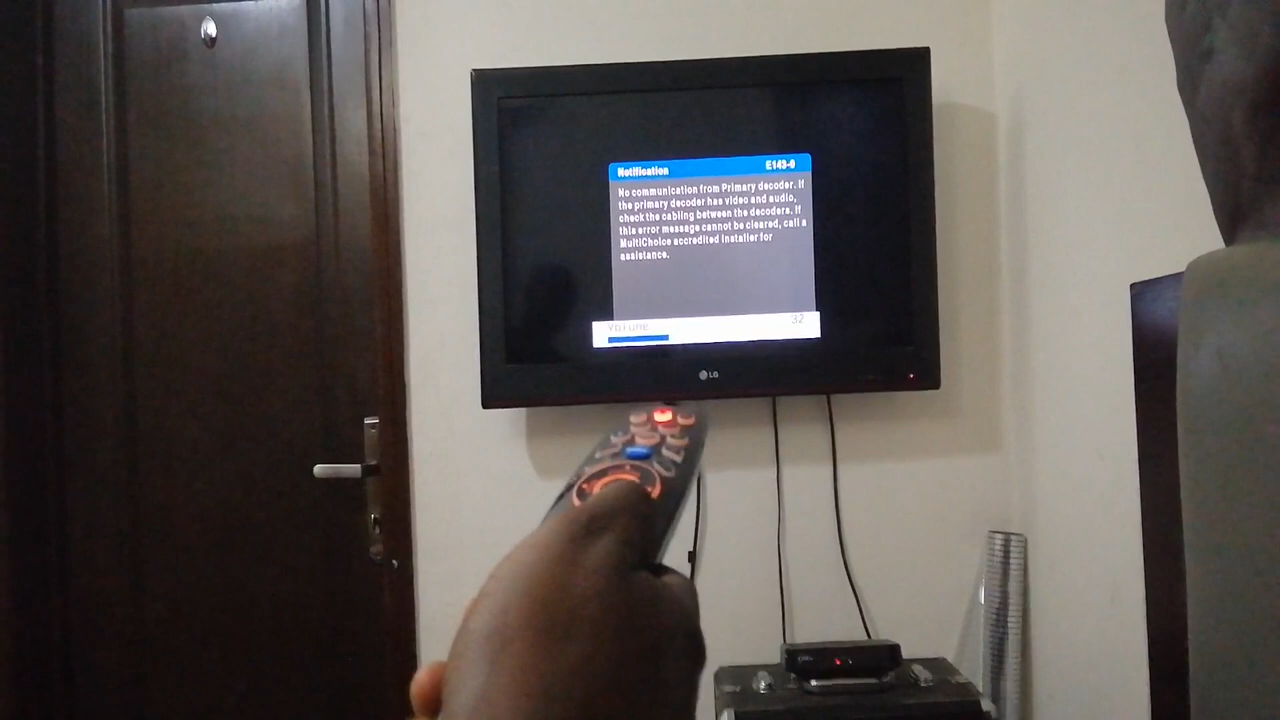 Notification E143-0
No communication from Primary decoder. If
the primary decoder has video and audio,
check the cabling between the decoders. If
this error message cannot be cleared, call a
MultiChoice accredited installer for
assistance.
Volume 32
LG